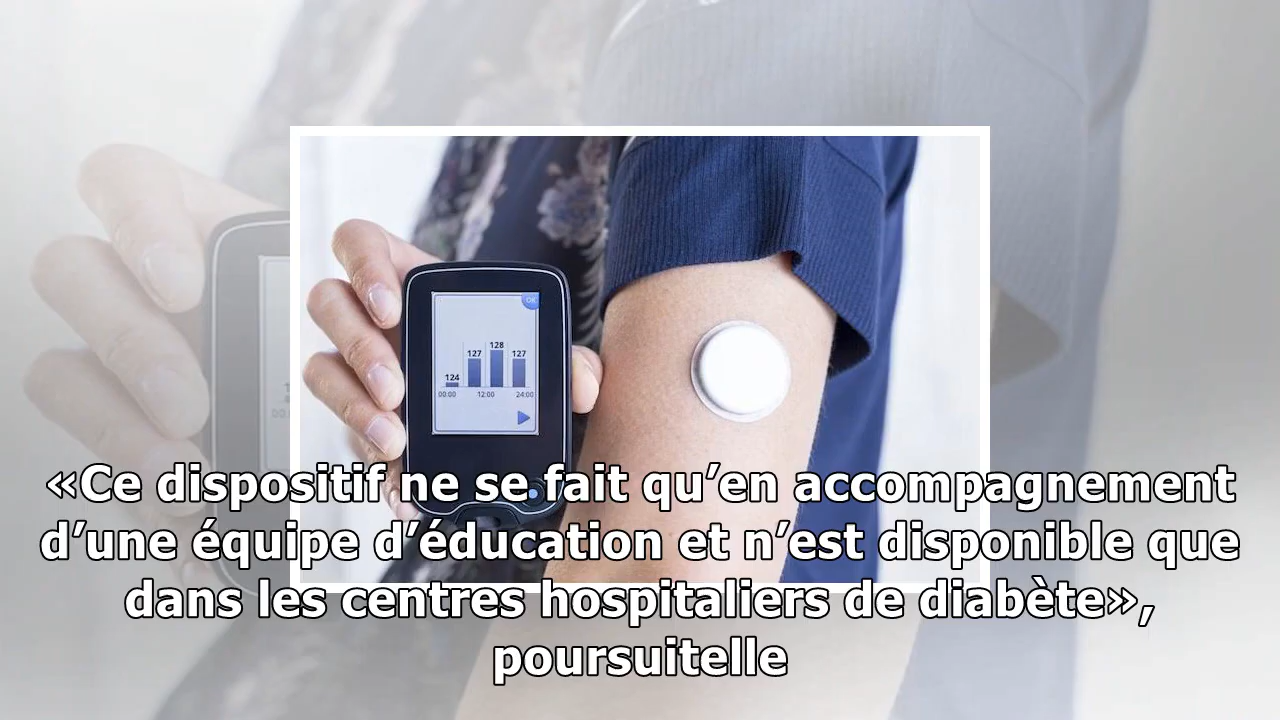 OK
128
127
127
124
00:00 12:00 24:00
«Ce dispositif ne se fait qu’en accompagnement
d’une équipe d’éducation et n’est disponible que
dans les centres hospitaliers de diabète»,
poursuitelle